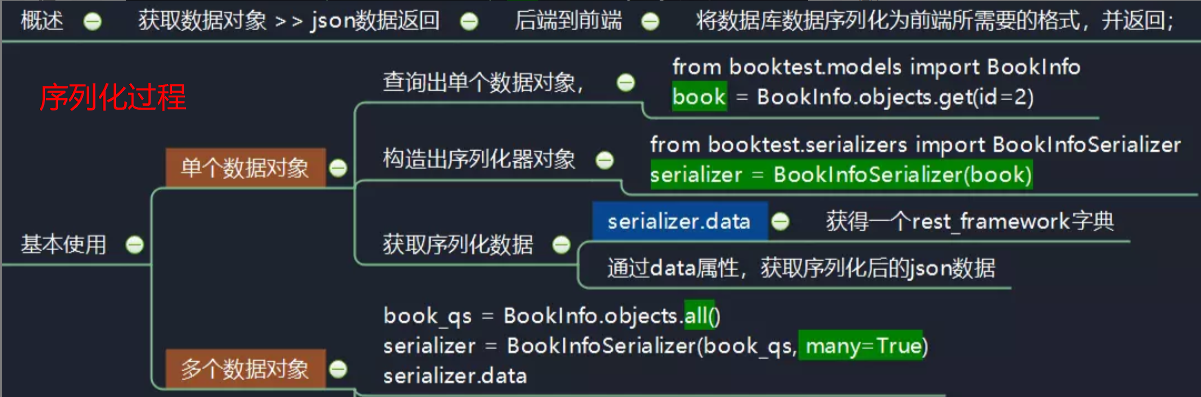 概述 获取数据对象 >> json数据返回 后端到前端 将数据库数据序列化为前端所需要的格式，并返回；
序列化过程
基本使用
单个数据对象
查询出单个数据对象，
from booktest.models import BookInfo
book = BookInfo.objects.get(id=2)
构造出序列化器对象
from booktest.serializers import BookInfoSerializer
serializer = BookInfoSerializer(book)
获取序列化数据
serializer.data 获得一个rest_framework字典
通过data属性，获取序列化后的json数据
多个数据对象
book_qs = BookInfo.objects.all()
serializer = BookInfoSerializer(book_qs, many=True)
serializer.data